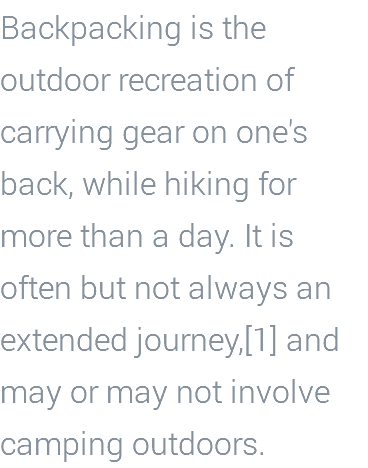 Backpacking is the
outdoor recreation of
carrying gear on one's
back, while hiking for
more than a day. It is
often but not always an
extended journey,[1] and
may or may not involve
camping outdoors.